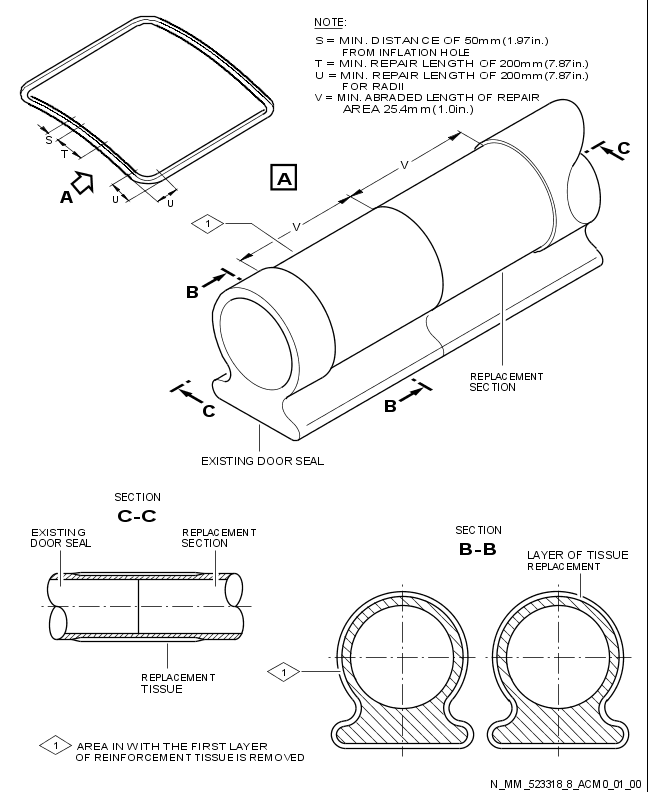 NOTE:
S = MIN. DISTANCE OF 50mm (1.97in.)
FROM INFLATION HOLE
T = MIN. REPAIR LENGTH OF 200mm (7.87in.)
U = MIN. REPAIR LENGTH OF 200mm (7.87in.)
FOR RADII
V = MIN. ABRADED LENGTH OF REPAIR
AREA 25.4mm (1.0in.)
S
T
A
U
U
A
V
C
1
V
B
REPLACEMENT
SECTION
C
B
EXISTING DOOR SEAL
SECTION
C-C
EXISTING
DOOR SEAL
REPLACEMENT
SECTION
REPLACEMENT
TISSUE
SECTION
B-B
LAYER OF TISSUE
REPLACEMENT
1
1
AREA IN WITH THE FIRST LAYER
OF REINFORCEMENT TISSUE IS REMOVED
N_MM_523318_8_ACM0_01_00